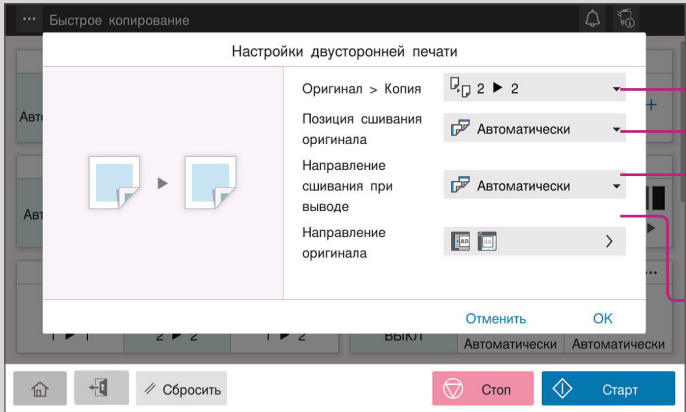 Быстрое копирование
Настройки двусторонней печати
Оригинал > Копия
2 ▶ 2
Позиция сшивания
оригинала
Автоматически
Направление
сшивания при
выводе
Автоматически
Направление
оригинала
Отменить
OK
1 ▶ 1
2 ▶ 2
1 ▶ 2
ВЫКЛ
Автоматически
Автоматически
Сбросить
Стоп
Старт